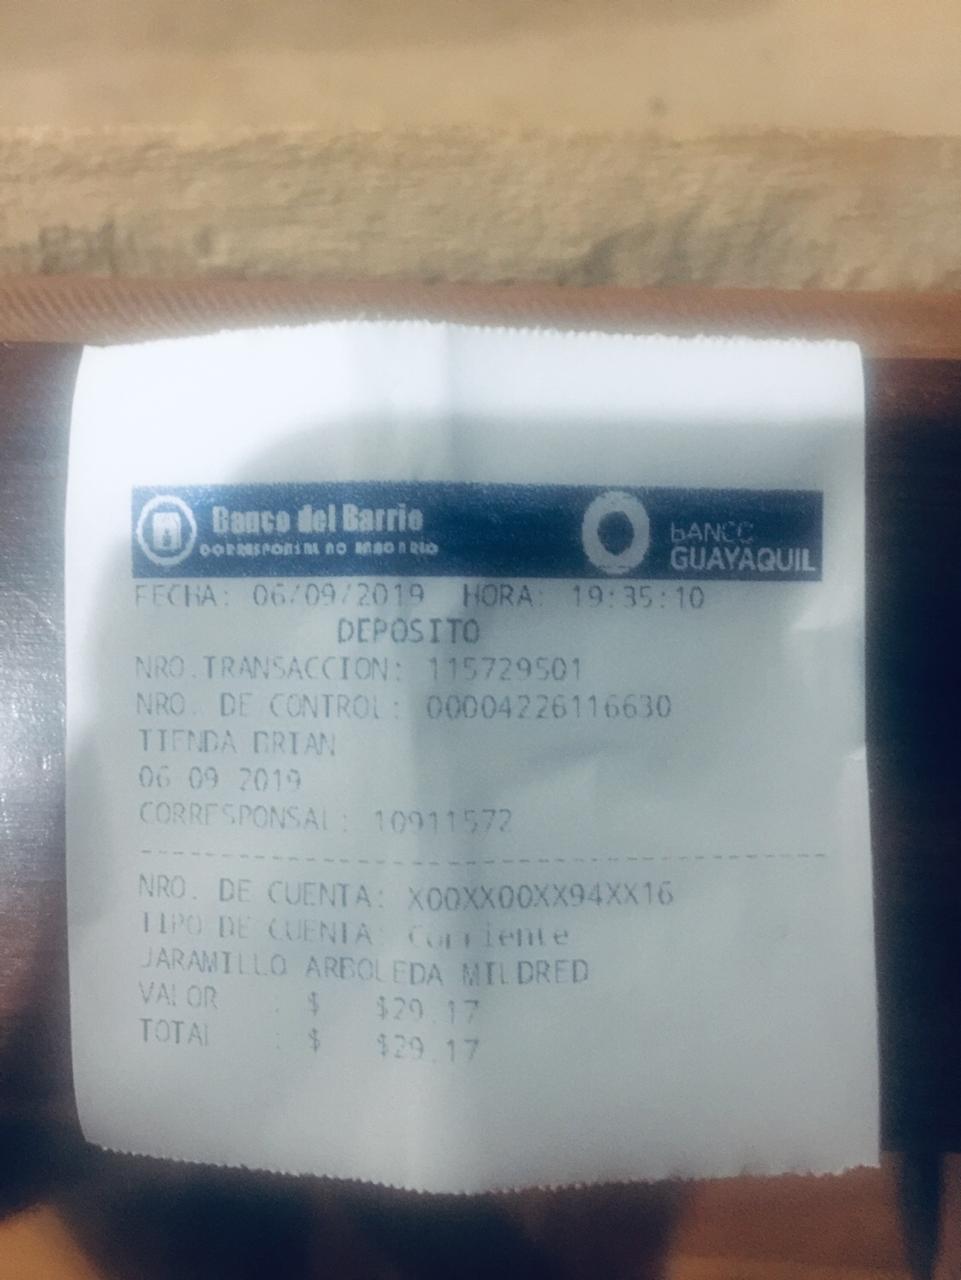 Banco del Barrio
CORRESPONSAL NO BANCARIO
BANCO
GUAYAQUIL
FECHA: 06/09/2019 HORA: 19:35:10
DEPOSITO
NRO.TRANSACCION: 115729501
NRO. DE CONTROL: 00004226116630
TIENDA BRIAN
06 09 2019
CORRESPONSAL: 10911572
NRO. DE CUENTA: X00XX00XX94XX16
TIPO DE CUENTA: Corriente
JARAMILLO ARBOLEDA MILDRED
VALOR : $ $29.17
TOTAL : $ $29.17